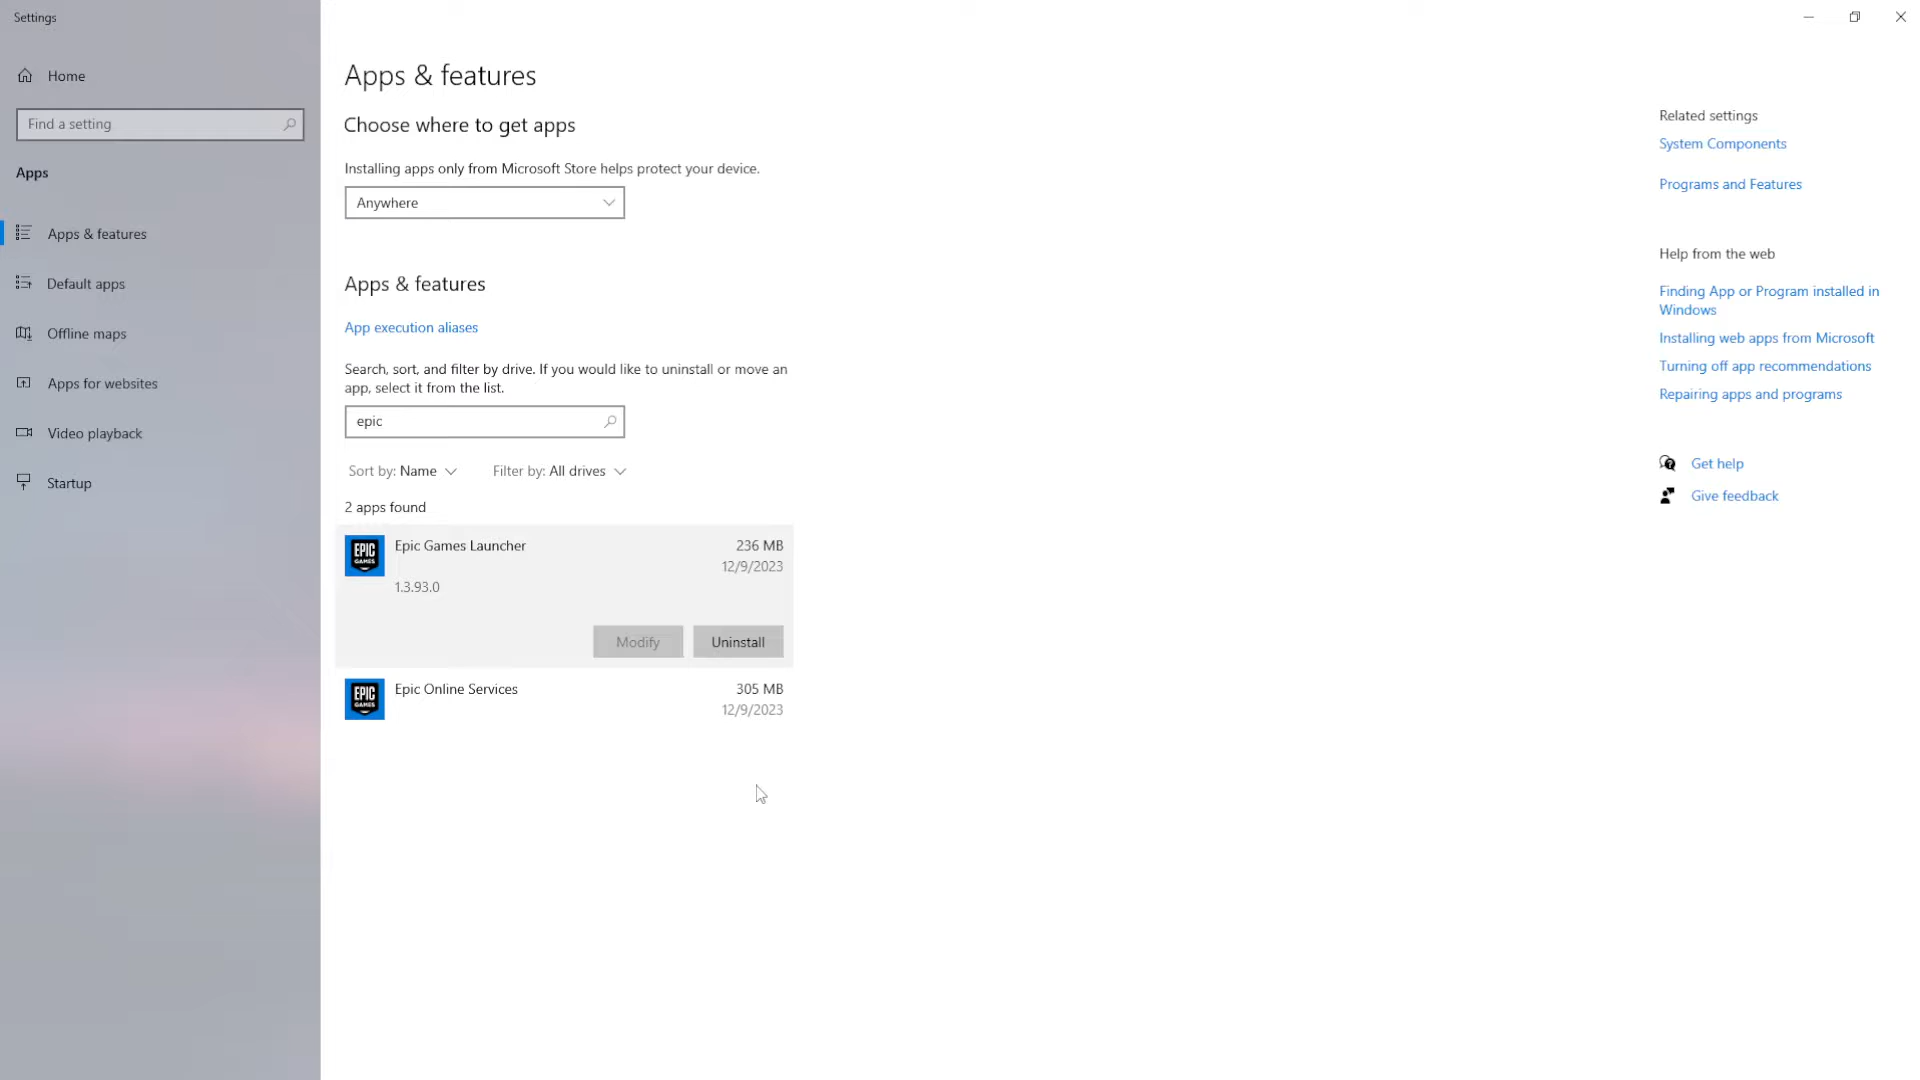 Settings
Home
Find a setting
Apps
Apps & features
Default apps
Offline maps
Apps for websites
Video playback
Startup
Apps & features
Choose where to get apps
Installing apps only from Microsoft Store helps protect your device.
Anywhere
Apps & features
App execution aliases
Search, sort, and filter by drive. If you would like to uninstall or move an
app, select it from the list.
epic
Sort by: Name Filter by: All drives
2 apps found
EPIC
GAMES
Epic Games Launcher 236 MB
12/9/2023
1.3.93.0
Modify Uninstall
EPIC
GAMES
Epic Online Services 305 MB
12/9/2023
Related settings
System Components
Programs and Features
Help from the web
Finding App or Program installed in
Windows
Installing web apps from Microsoft
Turning off app recommendations
Repairing apps and programs
Get help
Give feedback